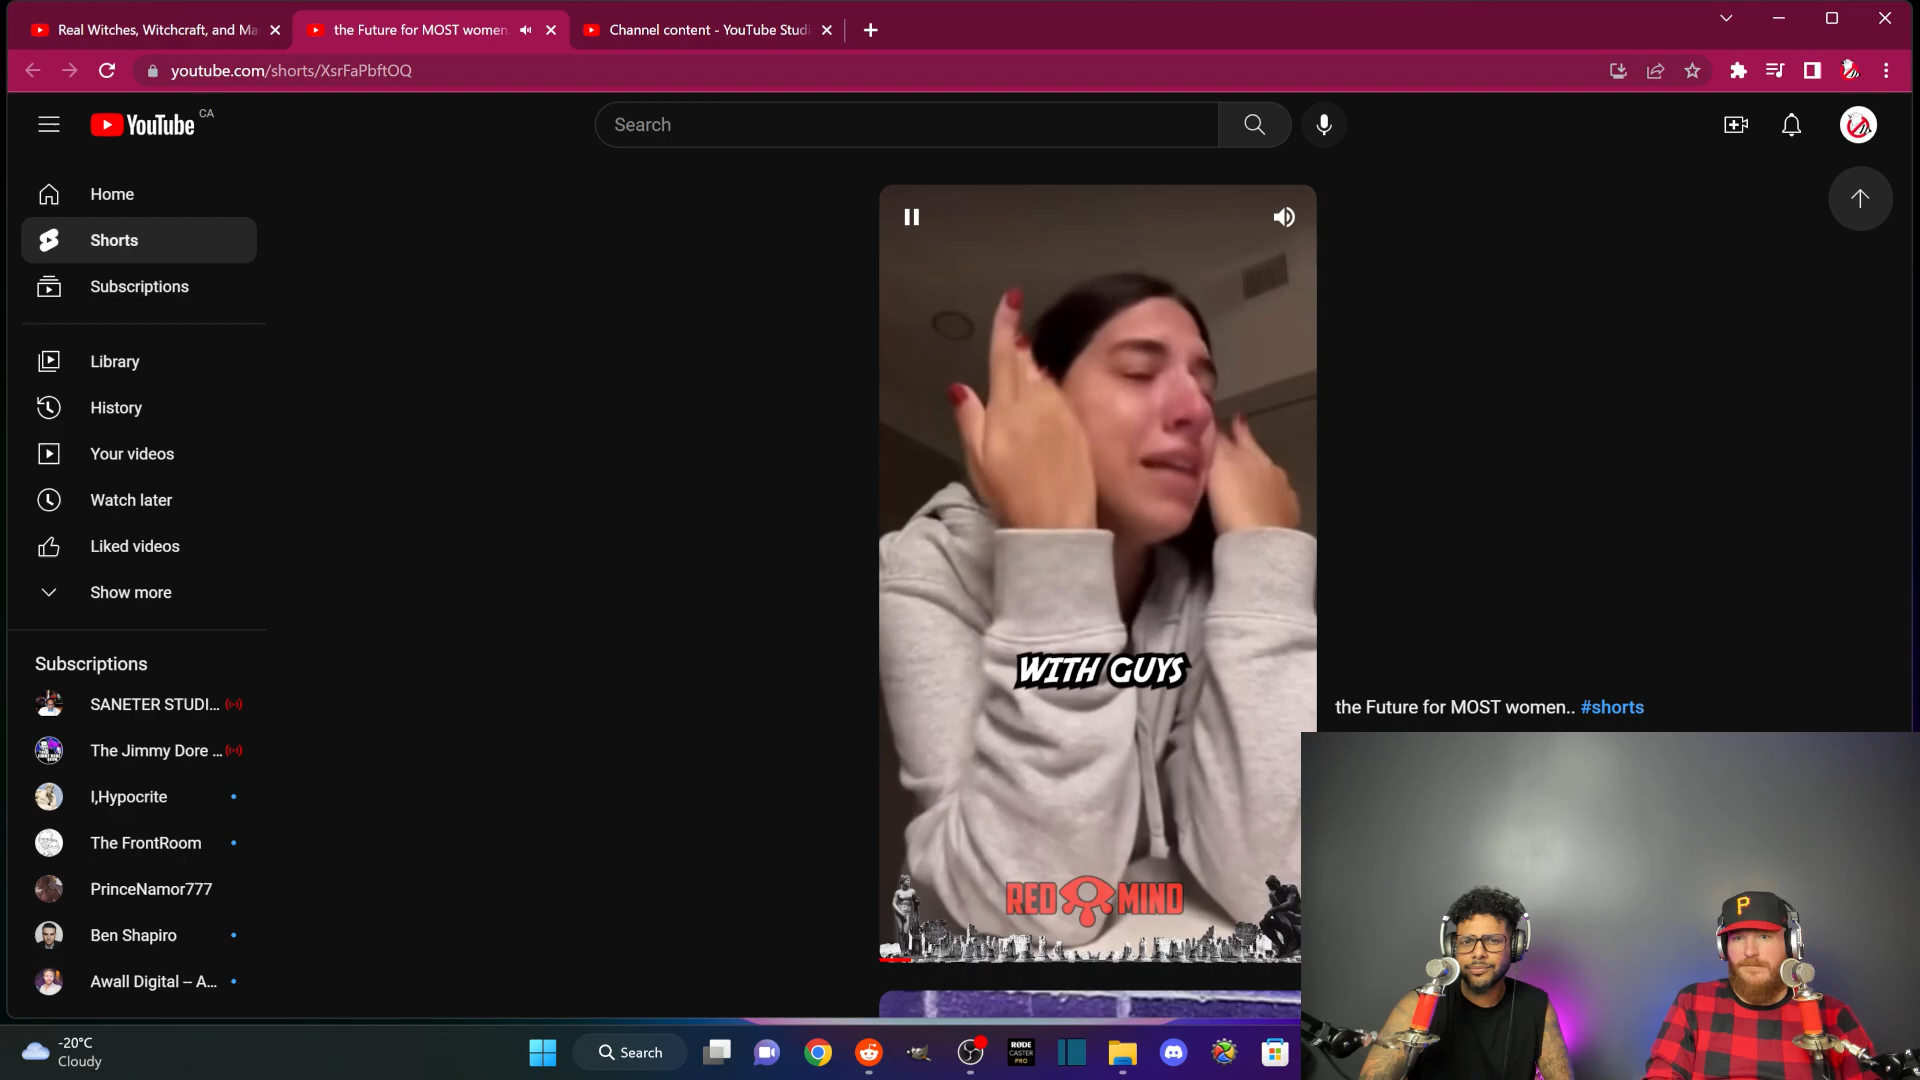 Real Witches, Witchcraft, and Ma
the Future for MOST women.
Channel content - YouTube Studi
youtube.com/shorts/XsrFaPbftOQ
YouTube
CA
Search
Home
Shorts
Subscriptions
Library
History
Your videos
Watch later
Liked videos
Show more
Subscriptions
SANETER STUDI...
The Jimmy Dore ...
I,Hypocrite
The FrontRoom
PrinceNamor777
Ben Shapiro
Awall Digital -- A...
WITH GUYS
RED MIND
the Future for MOST women.. #shorts
P
-20°C
Cloudy
Search
RØDE
CASTER
PRO